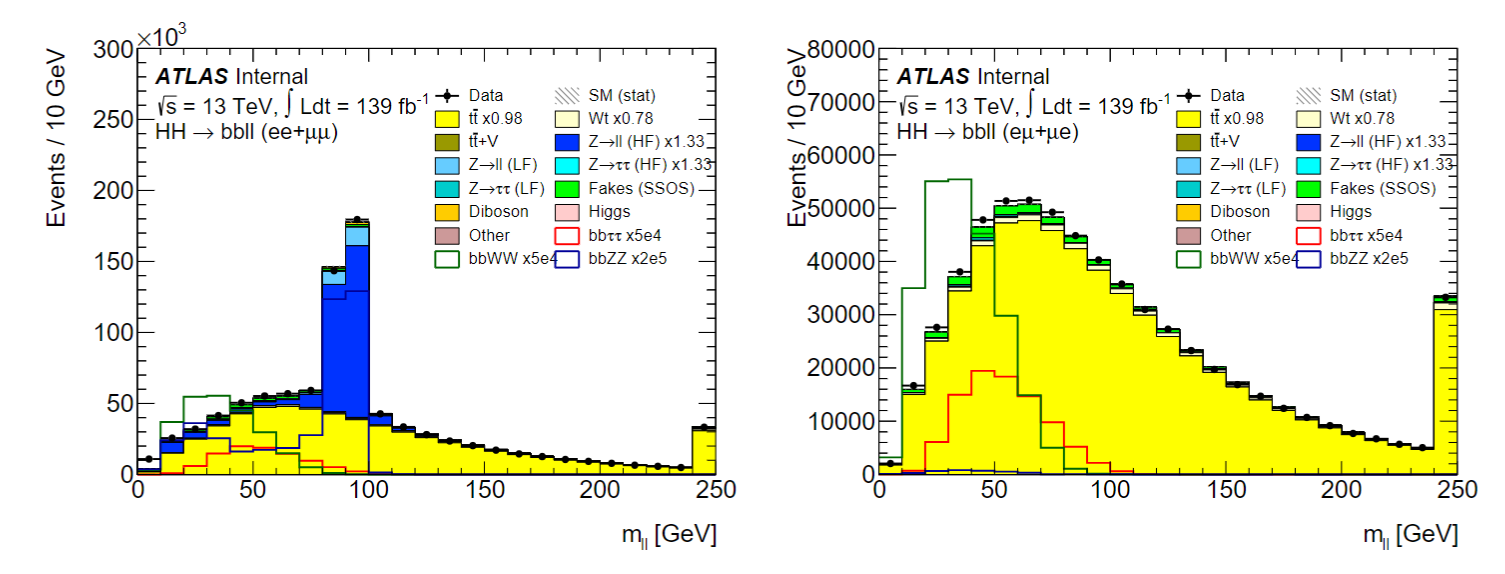 ×10³
300
250
200
150
100
50
0
Events / 10 GeV
ATLAS Internal
√s = 13 TeV, ∫ Ldt = 139 fb⁻¹
HH → bbll (ee+μμ)
Data
SM (stat)
tt̄ x0.98
Wt x0.78
tt̄+V
Z→ll (HF) x1.33
Z→ll (LF)
Z→ττ (HF) x1.33
Z→ττ (LF)
Fakes (SSOS)
Diboson
Higgs
Other
bbττ x5e4
bbWW x5e4
bbZZ x2e5
0 50 100 150 200 250
m_ll [GeV]
80000
70000
60000
50000
40000
30000
20000
10000
0
Events / 10 GeV
ATLAS Internal
√s = 13 TeV, ∫ Ldt = 139 fb⁻¹
HH → bbll (eμ+μe)
Data
SM (stat)
tt̄ x0.98
Wt x0.78
tt̄+V
Z→ll (HF) x1.33
Z→ll (LF)
Z→ττ (HF) x1.33
Z→ττ (LF)
Fakes (SSOS)
Diboson
Higgs
Other
bbττ x5e4
bbWW x5e4
bbZZ x2e5
0 50 100 150 200 250
m_ll [GeV]